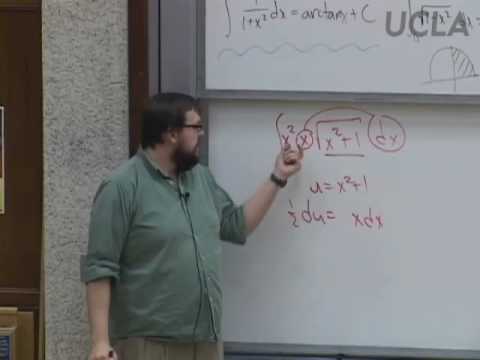 ∫ 1/(1+x²) dx = arctan x + C
UCLA
∫ x² x √x²+1 dx
u = x²+1
½ du = x dx